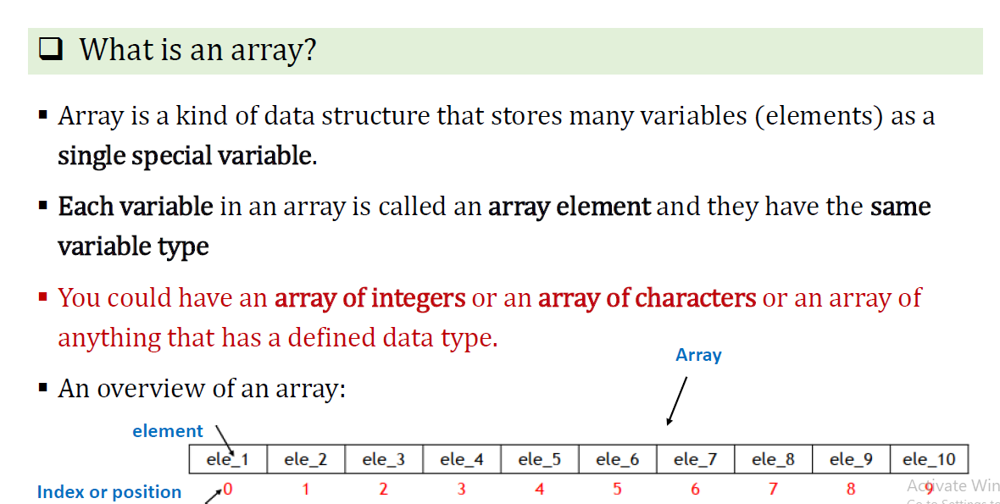 What is an array?
Array is a kind of data structure that stores many variables (elements) as a
single special variable.
Each variable in an array is called an array element and they have the same
variable type
You could have an array of integers or an array of characters or an array of
anything that has a defined data type.
Array
An overview of an array:
element
ele_1 ele_2 ele_3 ele_4 ele_5 ele_6 ele_7 ele_8 ele_9 ele_10
Index or position 0 1 2 3 4 5 6 7 8 9
Activate Win